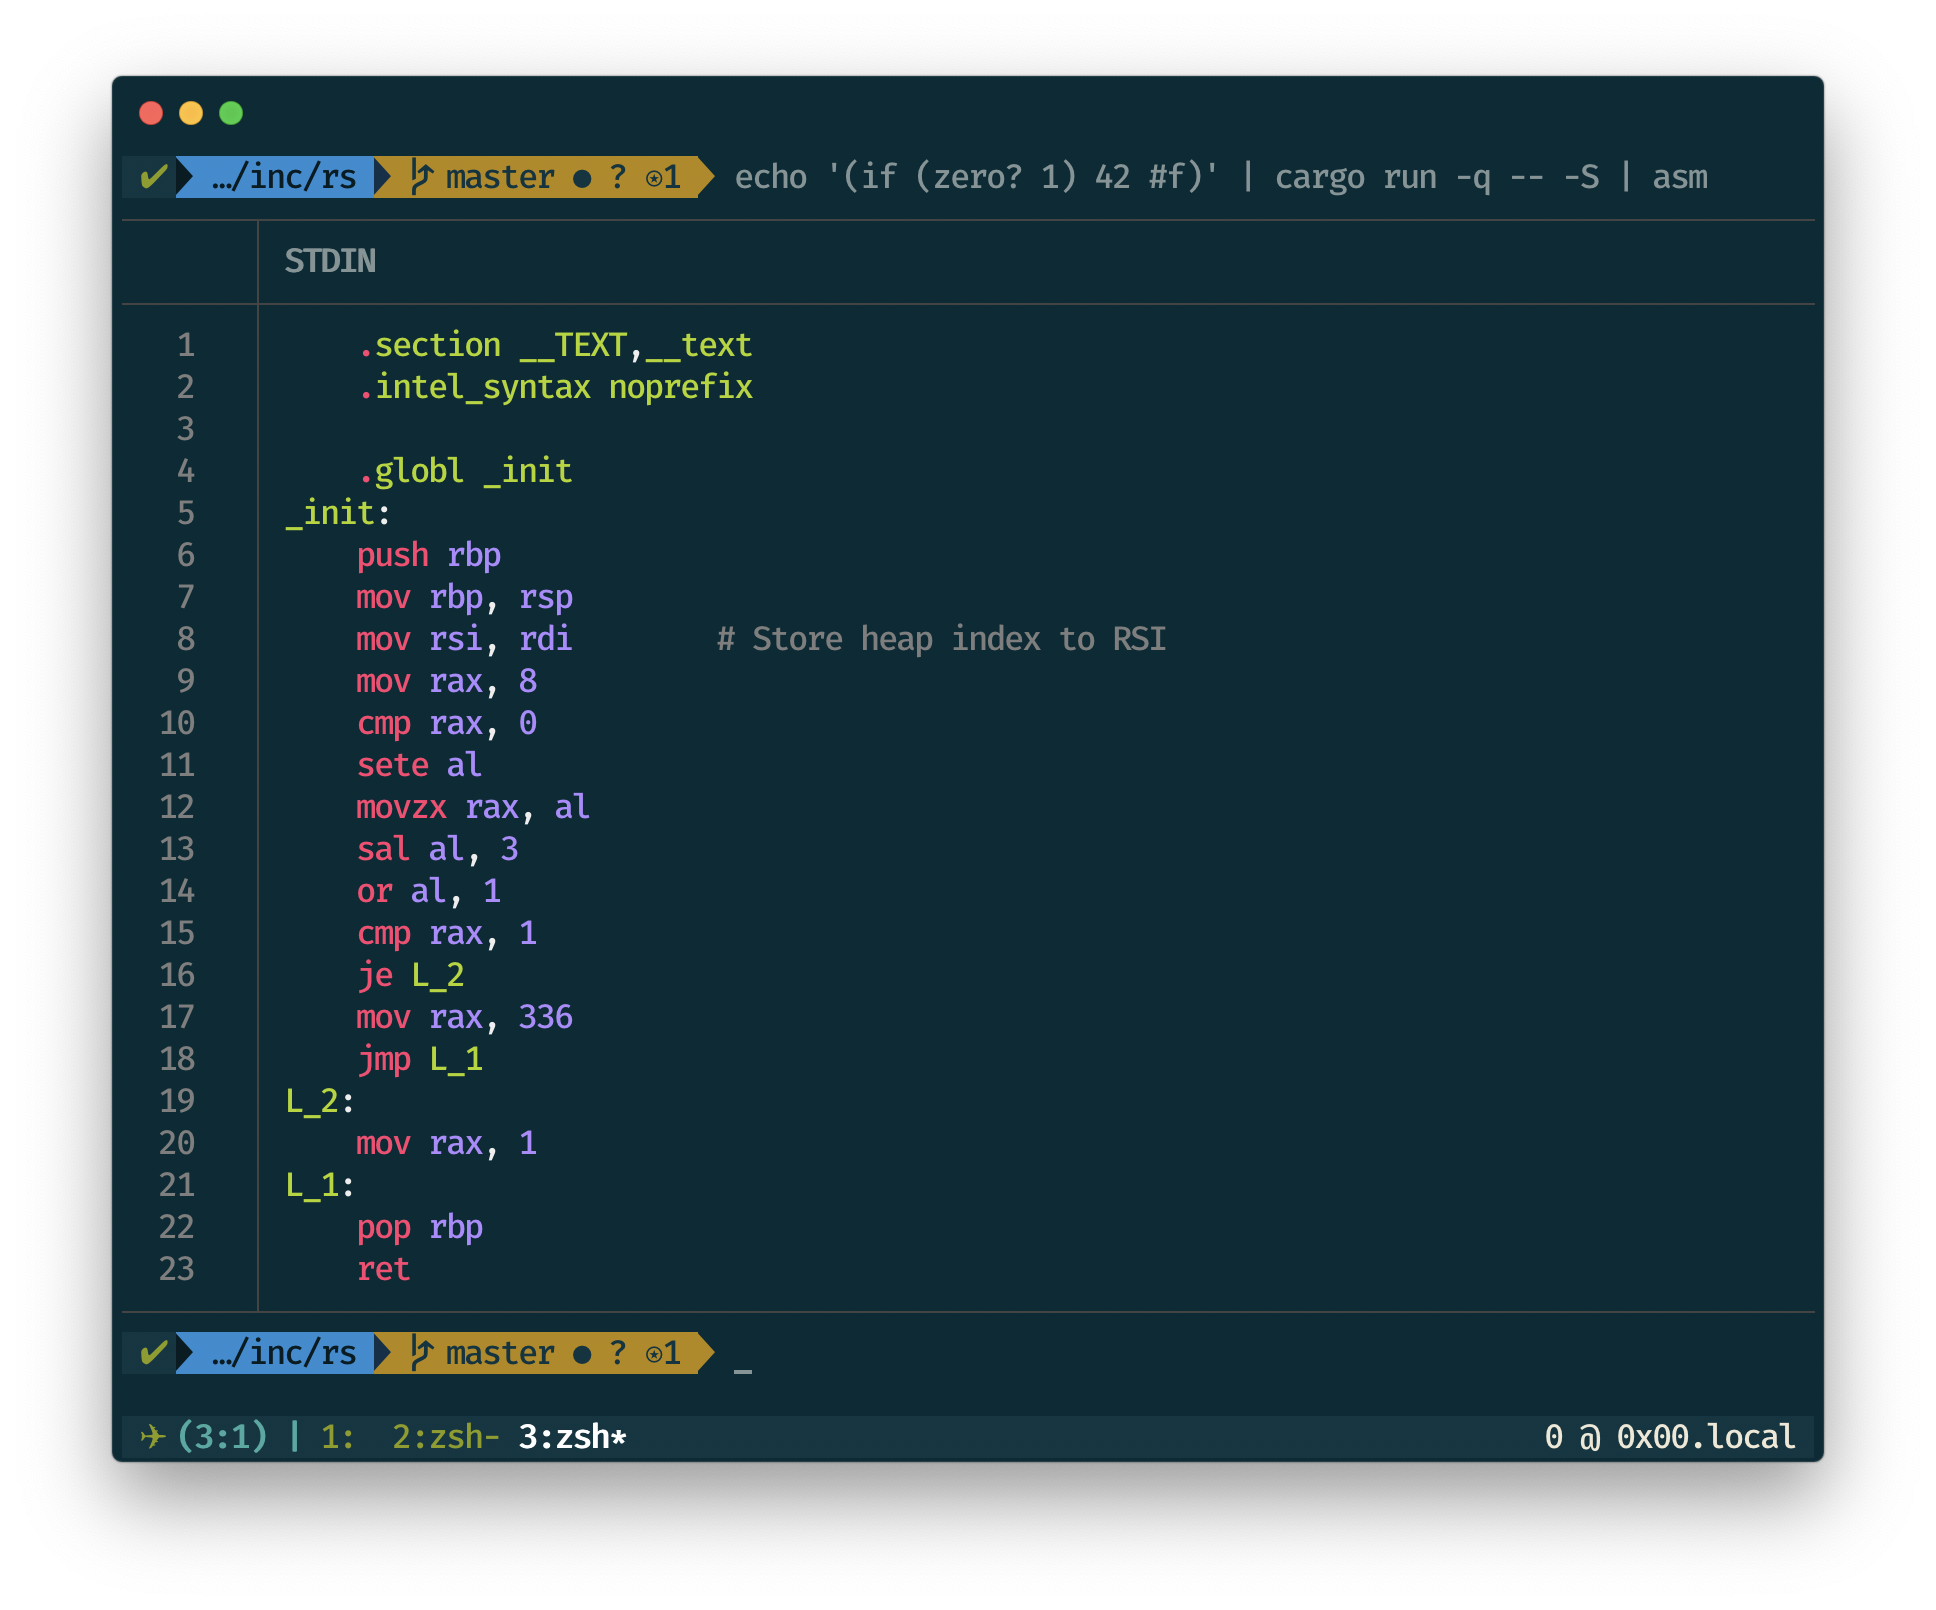 ✔ …/inc/rs master ● ? ⍟1 echo '(if (zero? 1) 42 #f)' | cargo run -q -- -S | asm
STDIN
1 .section __TEXT,__text
2 .intel_syntax noprefix
3
4 .globl _init
5 _init:
6 push rbp
7 mov rbp, rsp
8 mov rsi, rdi # Store heap index to RSI
9 mov rax, 8
10 cmp rax, 0
11 sete al
12 movzx rax, al
13 sal al, 3
14 or al, 1
15 cmp rax, 1
16 je L_2
17 mov rax, 336
18 jmp L_1
19 L_2:
20 mov rax, 1
21 L_1:
22 pop rbp
23 ret
✔ …/inc/rs master ● ? ⍟1 _
✈ (3:1) | 1: 2:zsh- 3:zsh* 0 @ 0x00.local